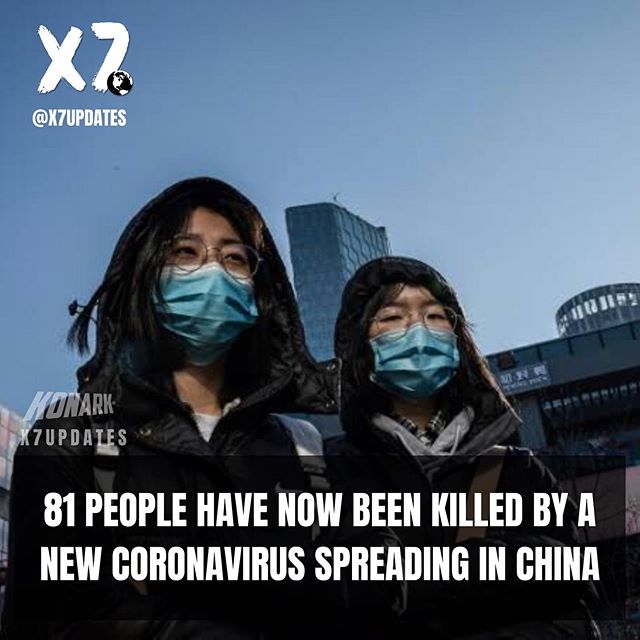 X7
@X7UPDATES
KONARK
X7UPDATES
81 PEOPLE HAVE NOW BEEN KILLED BY A
NEW CORONAVIRUS SPREADING IN CHINA